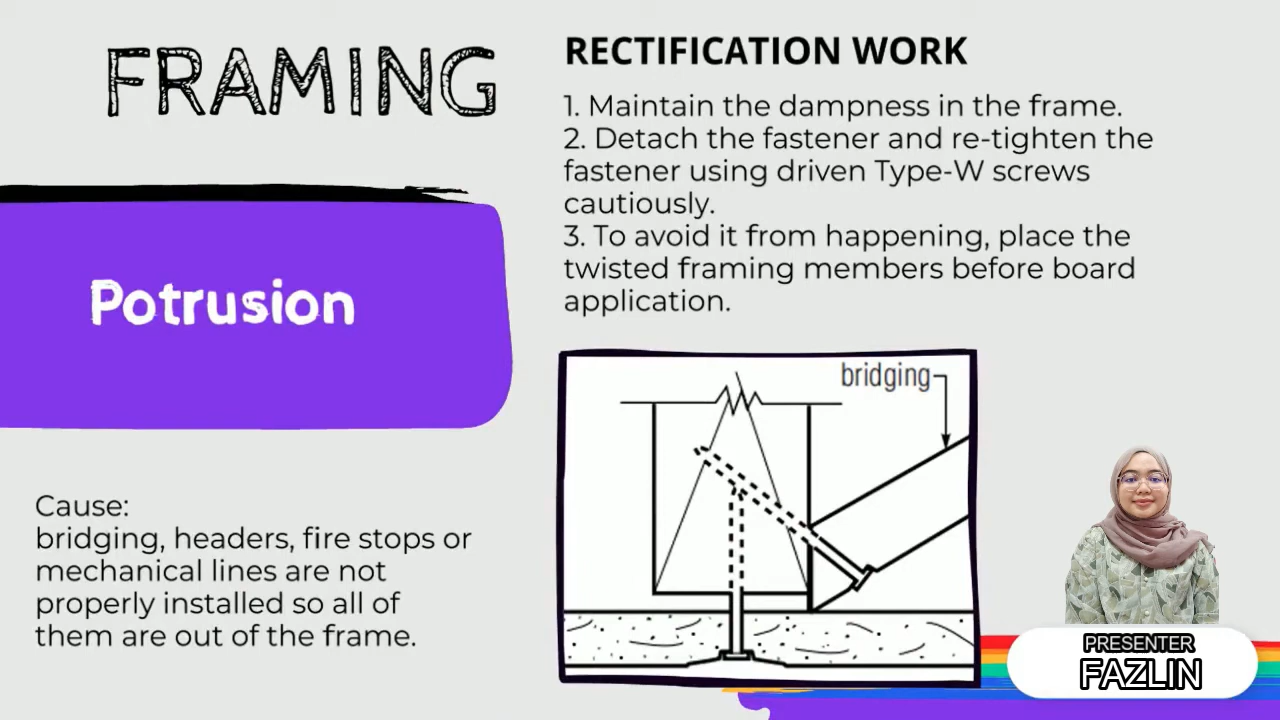 FRAMING
Potrusion
Cause:
bridging, headers, fire stops or
mechanical lines are not
properly installed so all of
them are out of the frame.
RECTIFICATION WORK
1. Maintain the dampness in the frame.
2. Detach the fastener and re-tighten the
fastener using driven Type-W screws
cautiously.
3. To avoid it from happening, place the
twisted framing members before board
application.
bridging
PRESENTER
FAZLIN